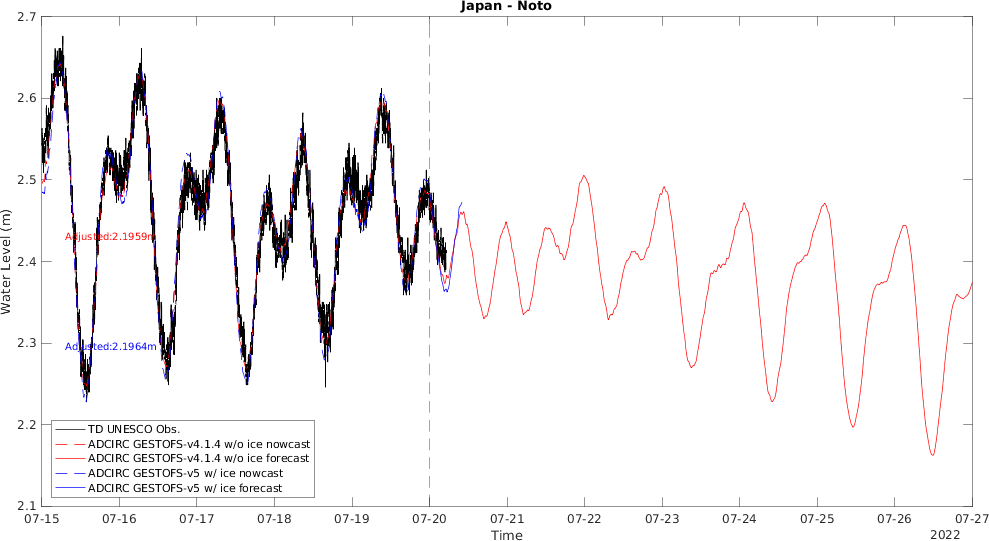 Japan - Noto
2.7
2.6
2.5
2.4
2.3
2.2
2.1
Water Level (m)
Adjusted:2.1959m
Adjusted:2.1964m
TD UNESCO Obs.
ADCIRC GESTOFS-v4.1.4 w/o ice nowcast
ADCIRC GESTOFS-v4.1.4 w/o ice forecast
ADCIRC GESTOFS-v5 w/ ice nowcast
ADCIRC GESTOFS-v5 w/ ice forecast
07-15 07-16 07-17 07-18 07-19 07-20 07-21 07-22 07-23 07-24 07-25 07-26 07-27
Time
2022